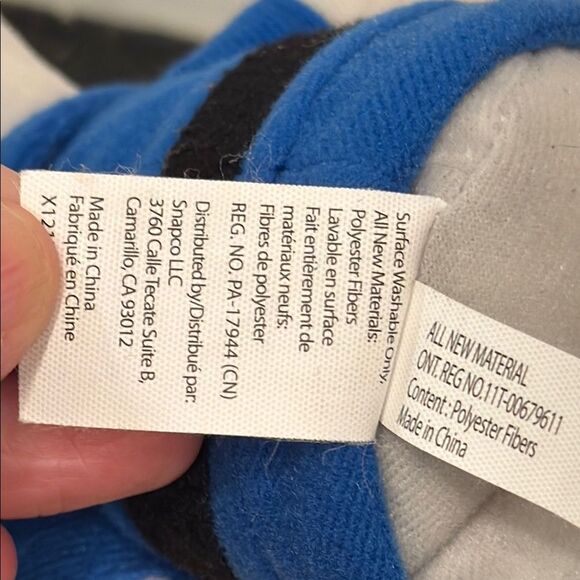 Surface Washable Only,
All New Materials:
Polyester Fibers
Lavable en surface
Fait entièrement de
matériaux neufs:
Fibres de polyester
REG. NO. PA-17944 (CN)
Distributed by/Distribué par:
Snapco LLC
3760 Calle Tecate Suite B,
Camarillo, CA 93012
Made in China
Fabriqué en Chine
ALL NEW MATERIAL
ONT. REG NO.11T-00679611
Content: Polyester Fibers
Made in China